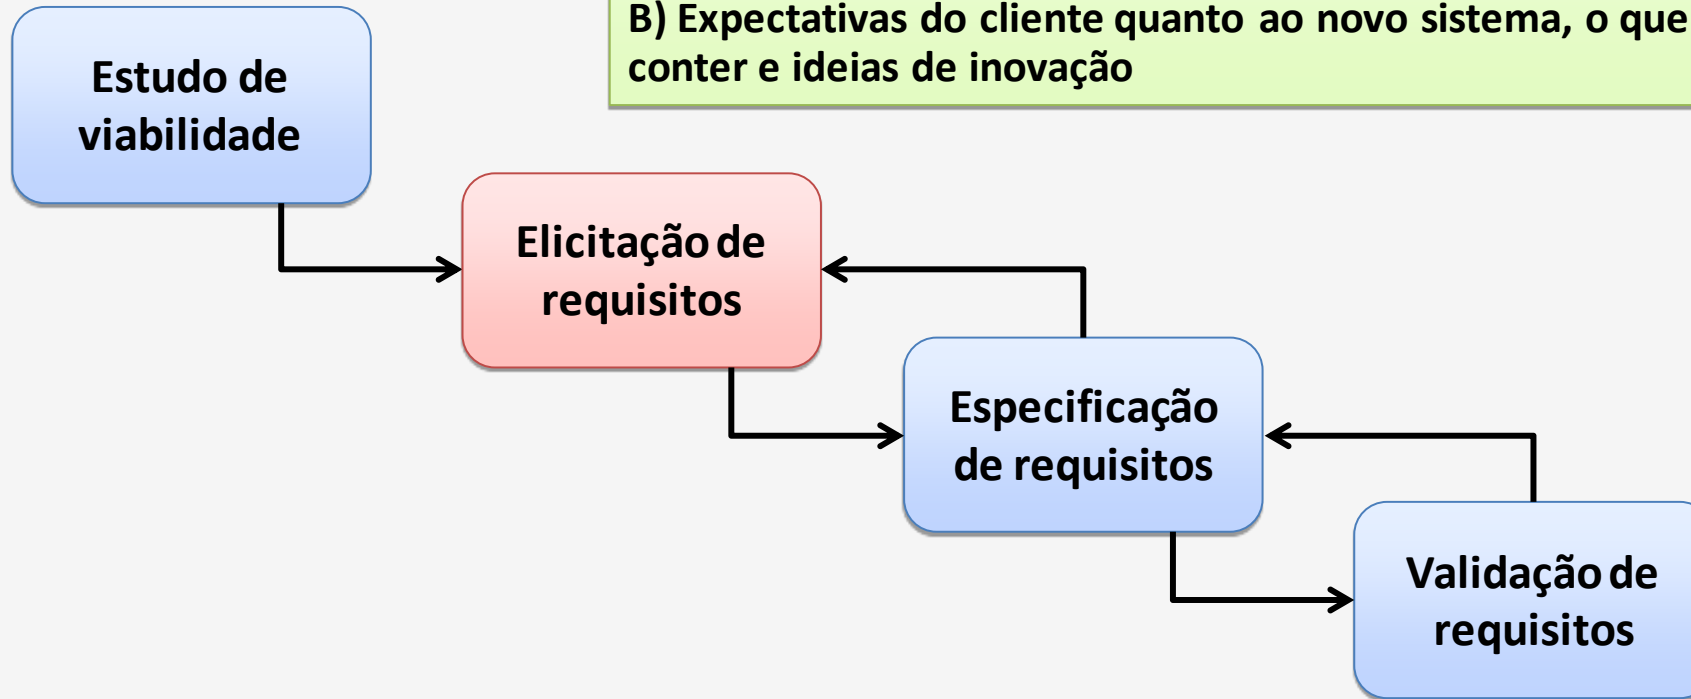 B) Expectativas do cliente quanto ao novo sistema, o que
conter e ideias de inovação
Estudo de
viabilidade
Elicitação de
requisitos
Especificação
de requisitos
Validação de
requisitos